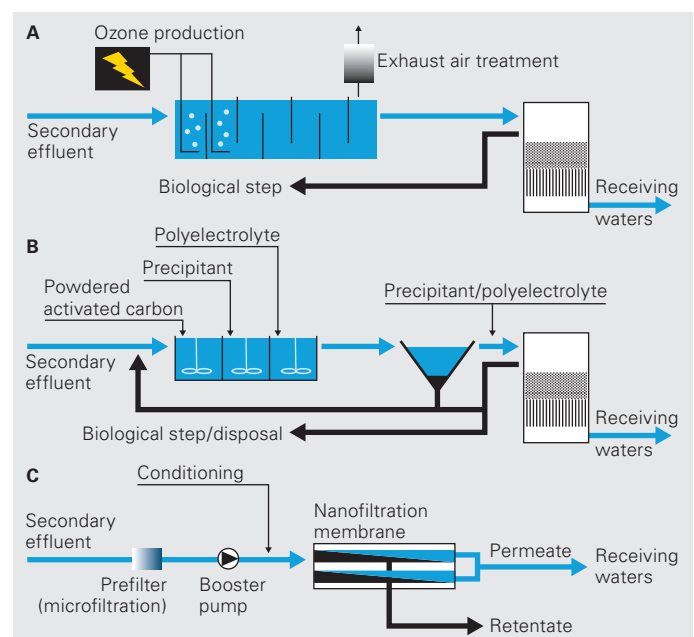 A
Ozone production
Exhaust air treatment
Secondary
effluent
Biological step
Receiving
waters
B
Polyelectrolyte
Precipitant
Powdered
activated carbon
Precipitant/polyelectrolyte
Secondary
effluent
Biological step/disposal
Receiving
waters
C
Conditioning
Secondary
effluent
Nanofiltration
membrane
Prefilter
(microfiltration)
Booster
pump
Permeate
Receiving
waters
Retentate